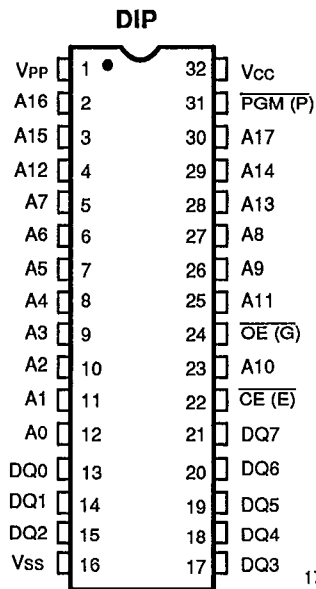 DIP
VPP 1 32 VCC
A16 2 31 PGM (P)
A15 3 30 A17
A12 4 29 A14
A7 5 28 A13
A6 6 27 A8
A5 7 26 A9
A4 8 25 A11
A3 9 24 OE (G)
A2 10 23 A10
A1 11 22 CE (E)
A0 12 21 DQ7
DQ0 13 20 DQ6
DQ1 14 19 DQ5
DQ2 15 18 DQ4
VSS 16 17 DQ3
17